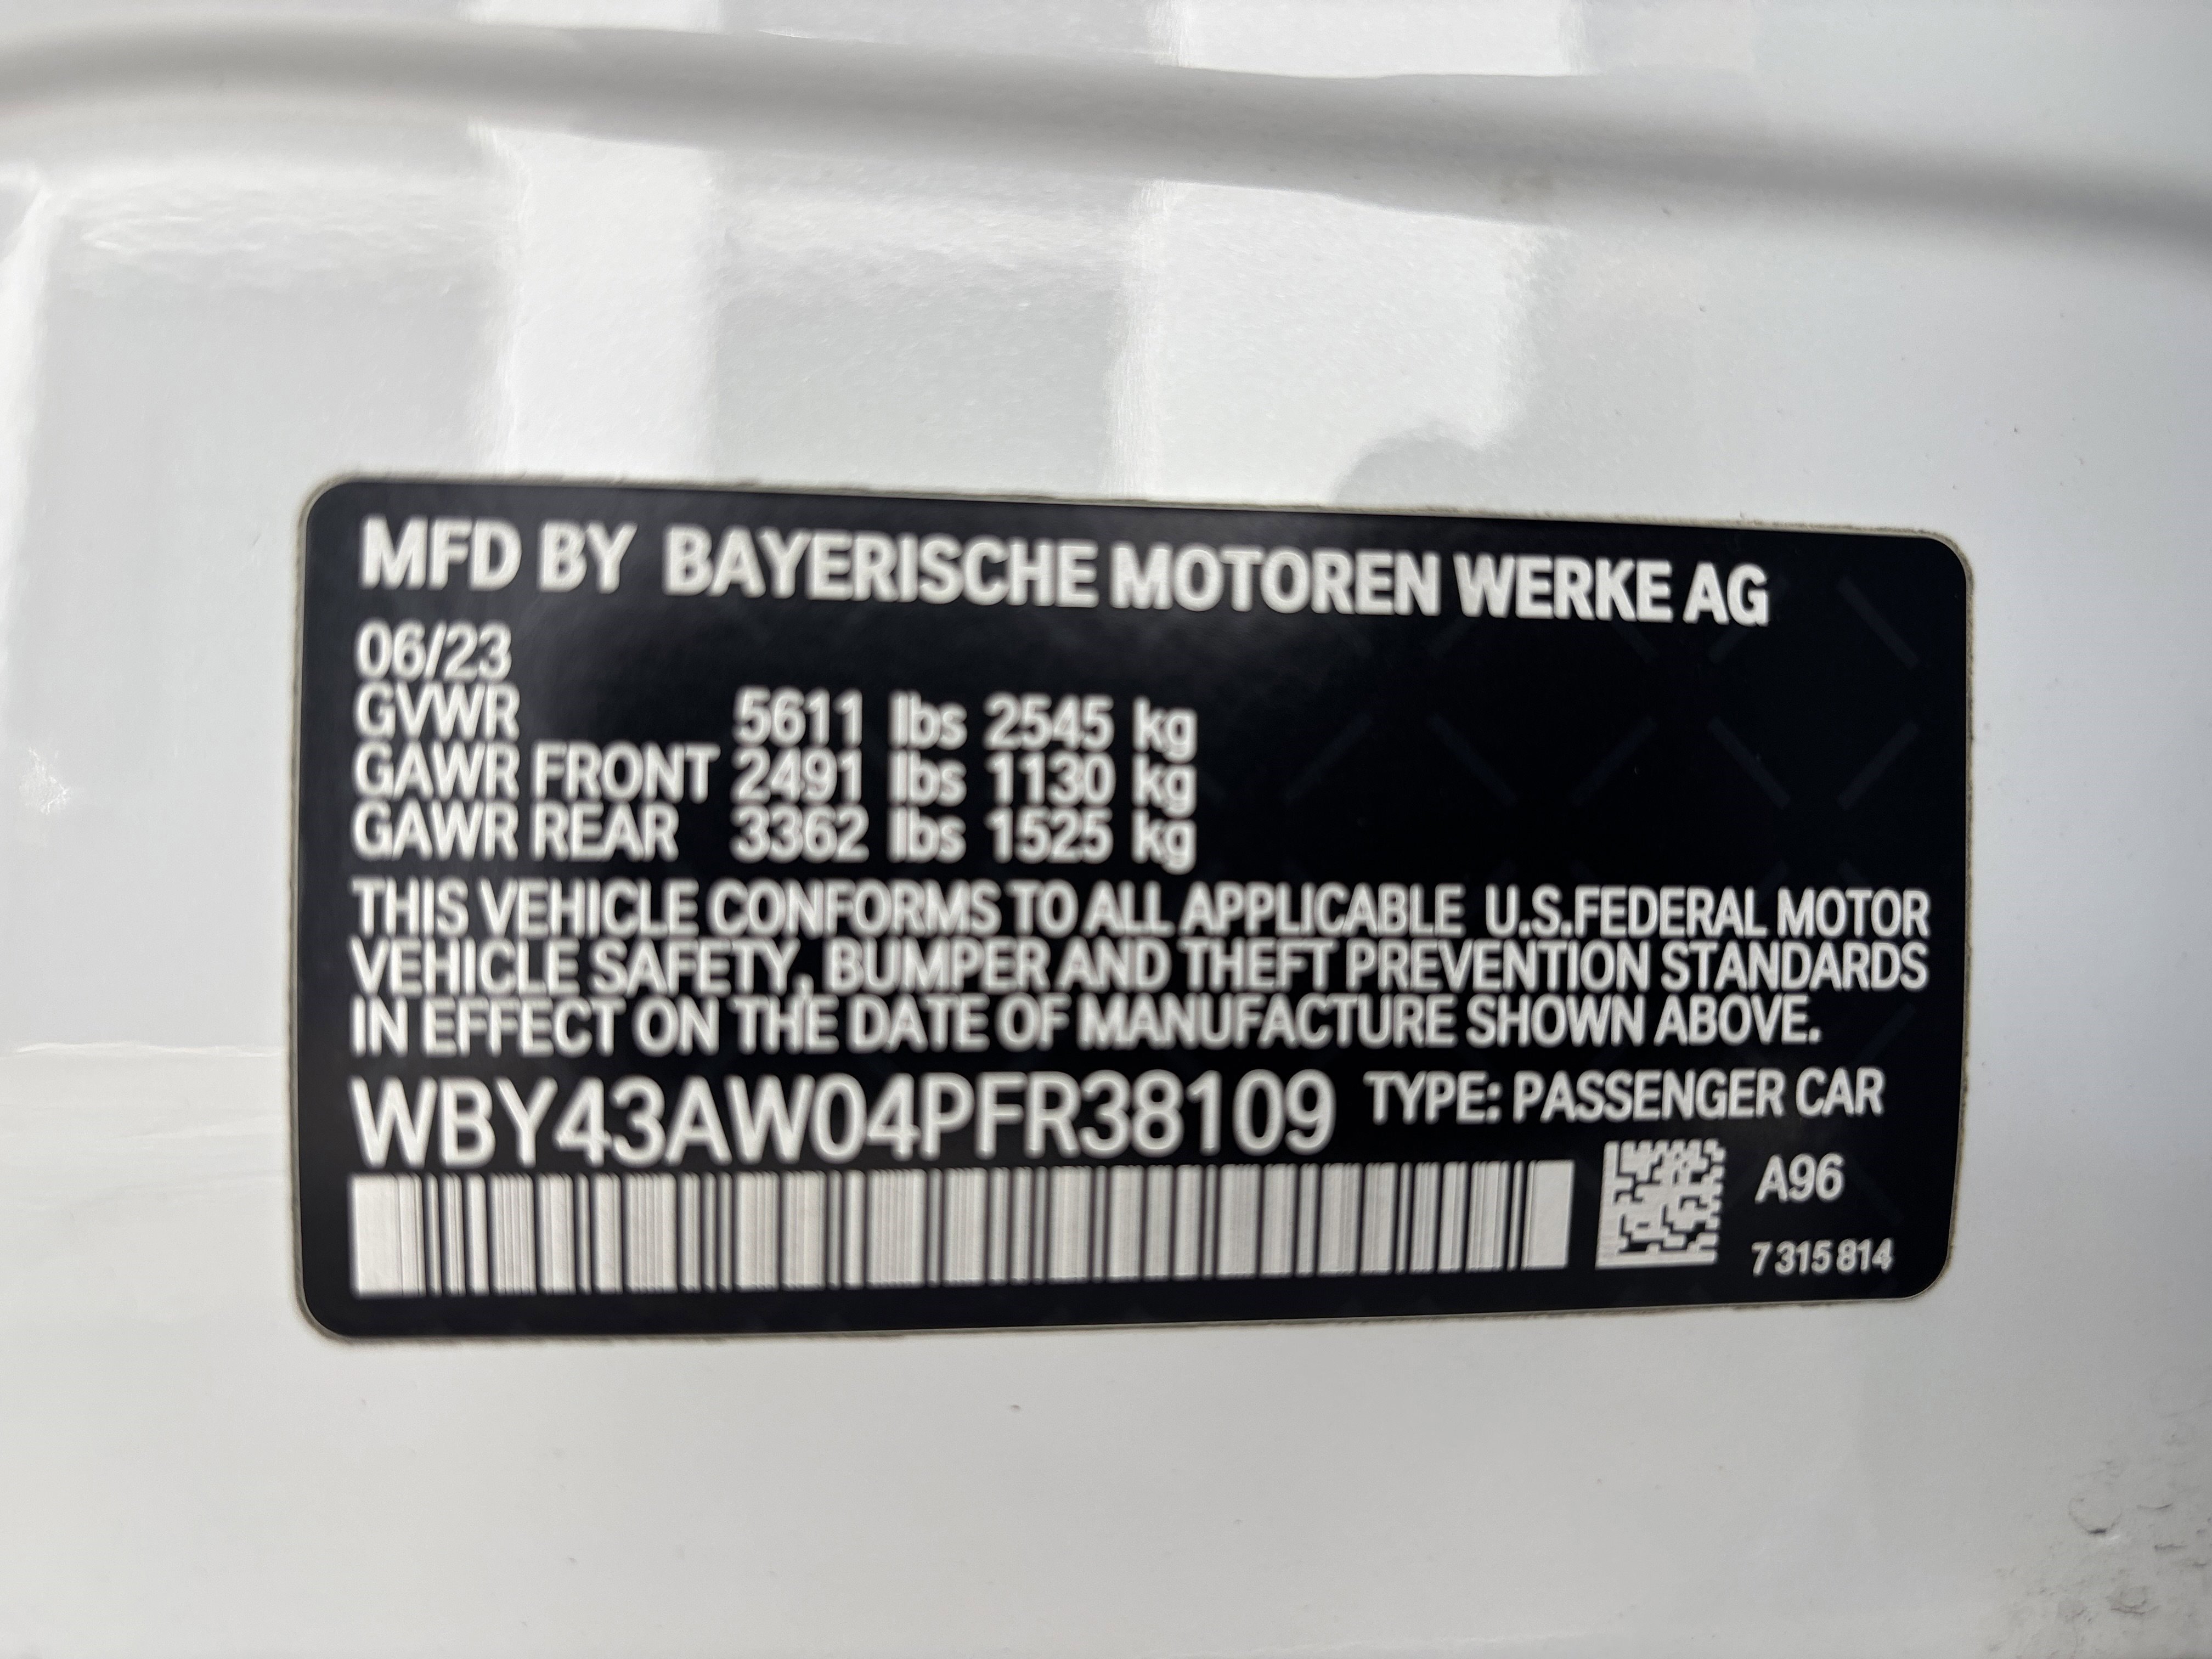 MFD BY BAYERISCHE MOTOREN WERKE AG
06/23
GVWR 5611 lbs 2545 kg
GAWR FRONT 2491 lbs 1130 kg
GAWR REAR 3362 lbs 1525 kg
THIS VEHICLE CONFORMS TO ALL APPLICABLE U.S.FEDERAL MOTOR
VEHICLE SAFETY, BUMPER AND THEFT PREVENTION STANDARDS
IN EFFECT ON THE DATE OF MANUFACTURE SHOWN ABOVE.
WBY43AW04PFR38109 TYPE: PASSENGER CAR
A96
7 315 814